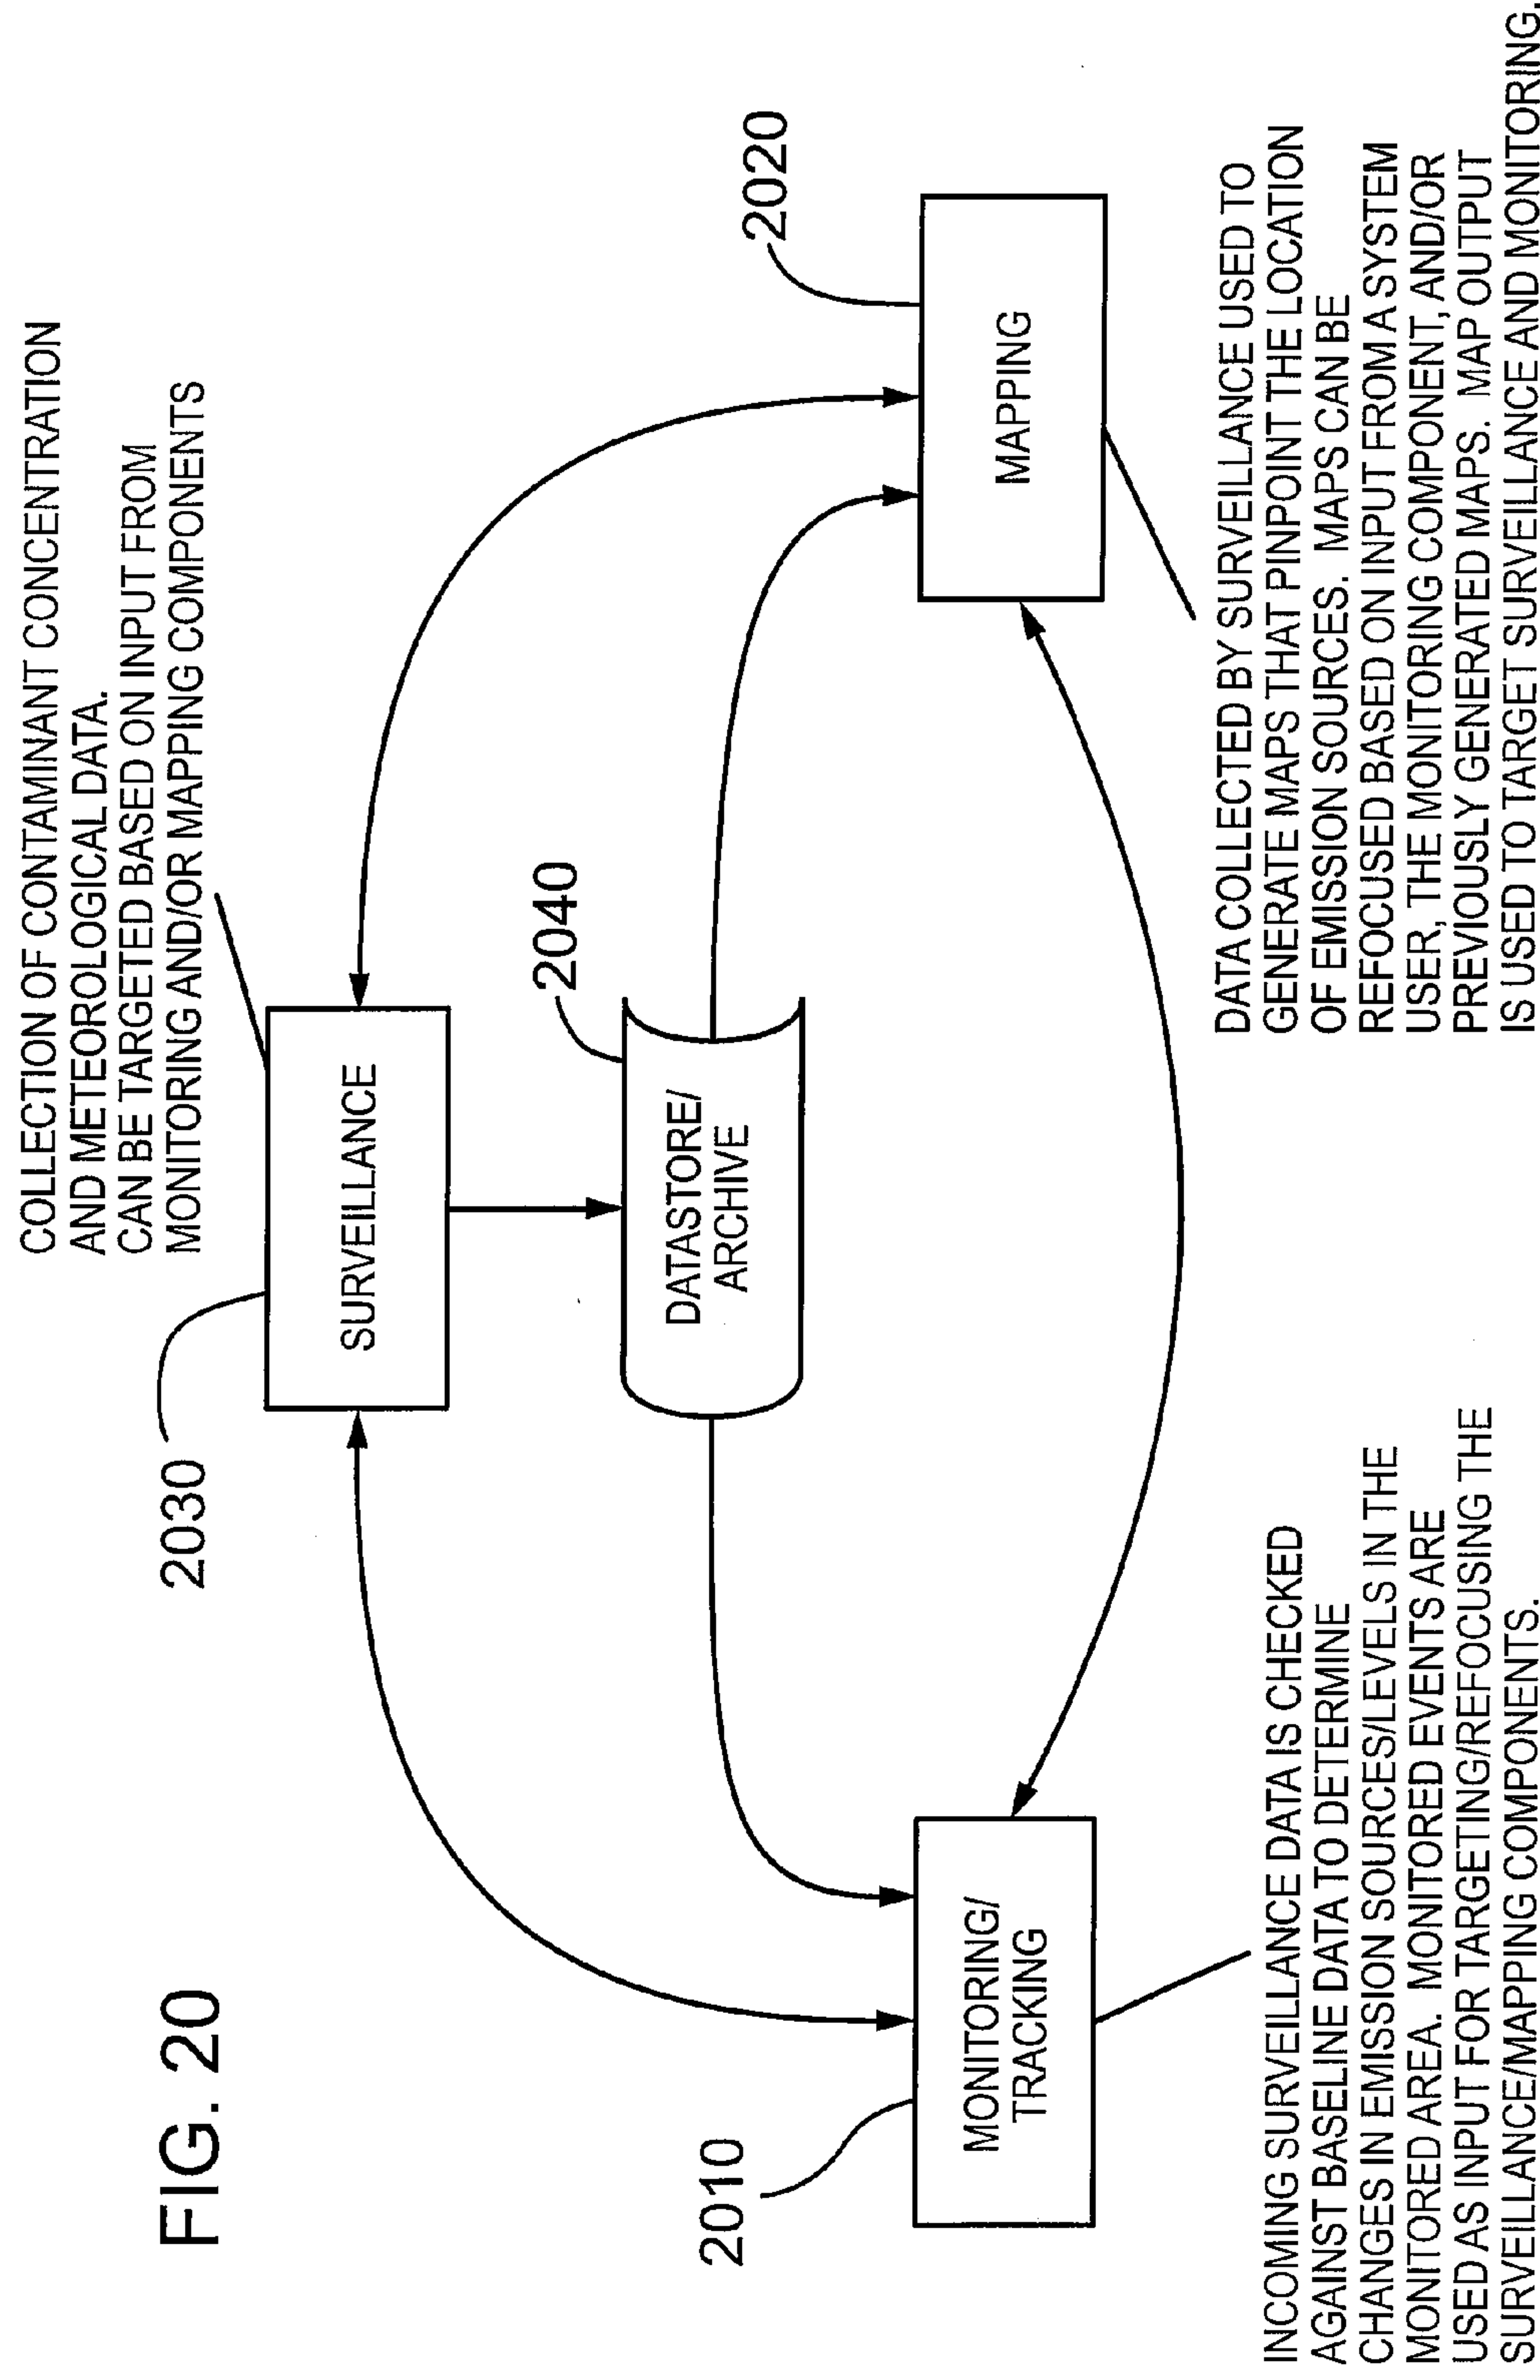 FIG. 20
COLLECTION OF CONTAMINANT CONCENTRATION
AND METEOROLOGICAL DATA.
CAN BE TARGETED BASED ON INPUT FROM
MONITORING AND/OR MAPPING COMPONENTS
2030
SURVEILLANCE
2040
DATASTORE/
ARCHIVE
2010
MONITORING/
TRACKING
2020
MAPPING
INCOMING SURVEILLANCE DATA IS CHECKED
AGAINST BASELINE DATA TO DETERMINE
CHANGES IN EMISSION SOURCES/LEVELS IN THE
MONITORED AREA. MONITORED EVENTS ARE
USED AS INPUT FOR TARGETING/REFOCUSING THE
SURVEILLANCE/MAPPING COMPONENTS.
DATA COLLECTED BY SURVEILLANCE USED TO
GENERATE MAPS THAT PINPOINT THE LOCATION
OF EMISSION SOURCES. MAPS CAN BE
REFOCUSED BASED ON INPUT FROM A SYSTEM
USER, THE MONITORING COMPONENT, AND/OR
PREVIOUSLY GENERATED MAPS. MAP OUTPUT
IS USED TO TARGET SURVEILLANCE AND MONITORING.